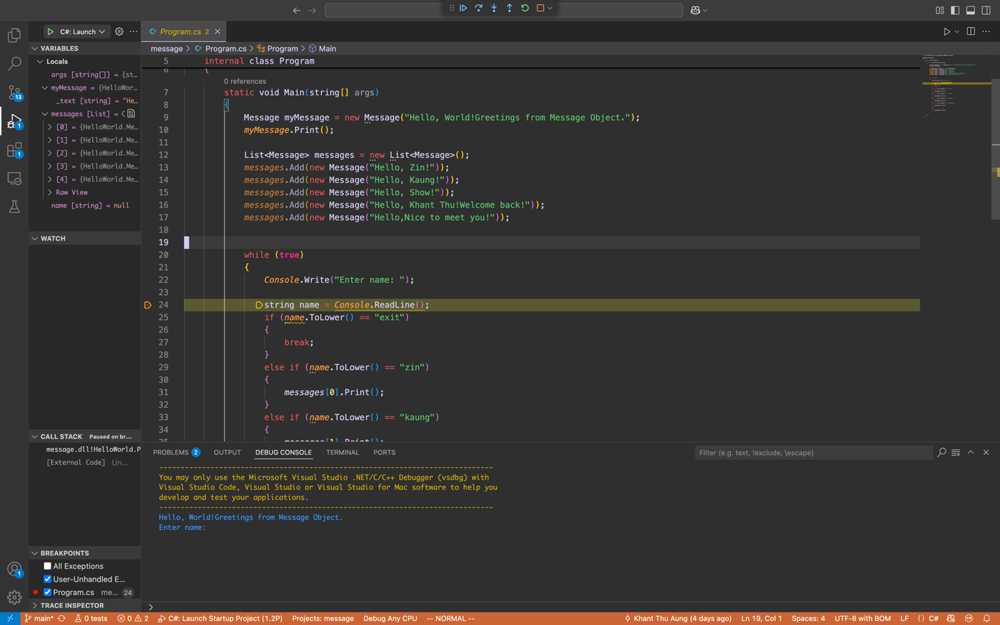 C#: Launch
Program.cs 2
VARIABLES
Locals
args [string[]] = {st...
myMessage = {HelloWor...
_text [string] = "He...
messages [List] = C
[0] = {HelloWorld.Me...
[1] = {HelloWorld.Me...
[2] = {HelloWorld.Me...
[3] = {HelloWorld.Me...
[4] = {HelloWorld.Me...
Raw View
name [string] = null
WATCH
CALL STACK Paused on br...
message.dll!HelloWorld.P
[External Code] Un...
BREAKPOINTS
All Exceptions
User-Unhandled E...
Program.cs me... 24
TRACE INSPECTOR
13
1
1
1
message > Program.cs > Program > Main
5 internal class Program
6 {
0 references
7 static void Main(string[] args)
8 {
9 Message myMessage = new Message("Hello, World!Greetings from Message Object.");
10 myMessage.Print();
11
12 List<Message> messages = new List<Message>();
13 messages.Add(new Message("Hello, Zin!"));
14 messages.Add(new Message("Hello, Kaung!"));
15 messages.Add(new Message("Hello, Show!"));
16 messages.Add(new Message("Hello, Khant Thu!Welcome back!"));
17 messages.Add(new Message("Hello,Nice to meet you!"));
18
19
20 while (true)
21 {
22 Console.Write("Enter name: ");
23
24 string name = Console.ReadLine();
25 if (name.ToLower() == "exit")
26 {
27 break;
28 }
29 else if (name.ToLower() == "zin")
30 {
31 messages[0].Print();
32 }
33 else if (name.ToLower() == "kaung")
34 {
35 messages[1].Print();
PROBLEMS 2 OUTPUT DEBUG CONSOLE TERMINAL PORTS
Filter (e.g. text, !exclude, \escape)
-----------------------------------------------------------------------------
You may only use the Microsoft Visual Studio .NET/C/C++ Debugger (vsdbg) with
Visual Studio Code, Visual Studio or Visual Studio for Mac software to help you
develop and test your applications.
-----------------------------------------------------------------------------
Hello, World!Greetings from Message Object.
Enter name:
>
main* 0 tests 0 2 C#: Launch Startup Project (1.2P) Projects: message Debug Any CPU -- NORMAL -- Khant Thu Aung (4 days ago) Ln 19, Col 1 Spaces: 4 UTF-8 with BOM LF {} C#